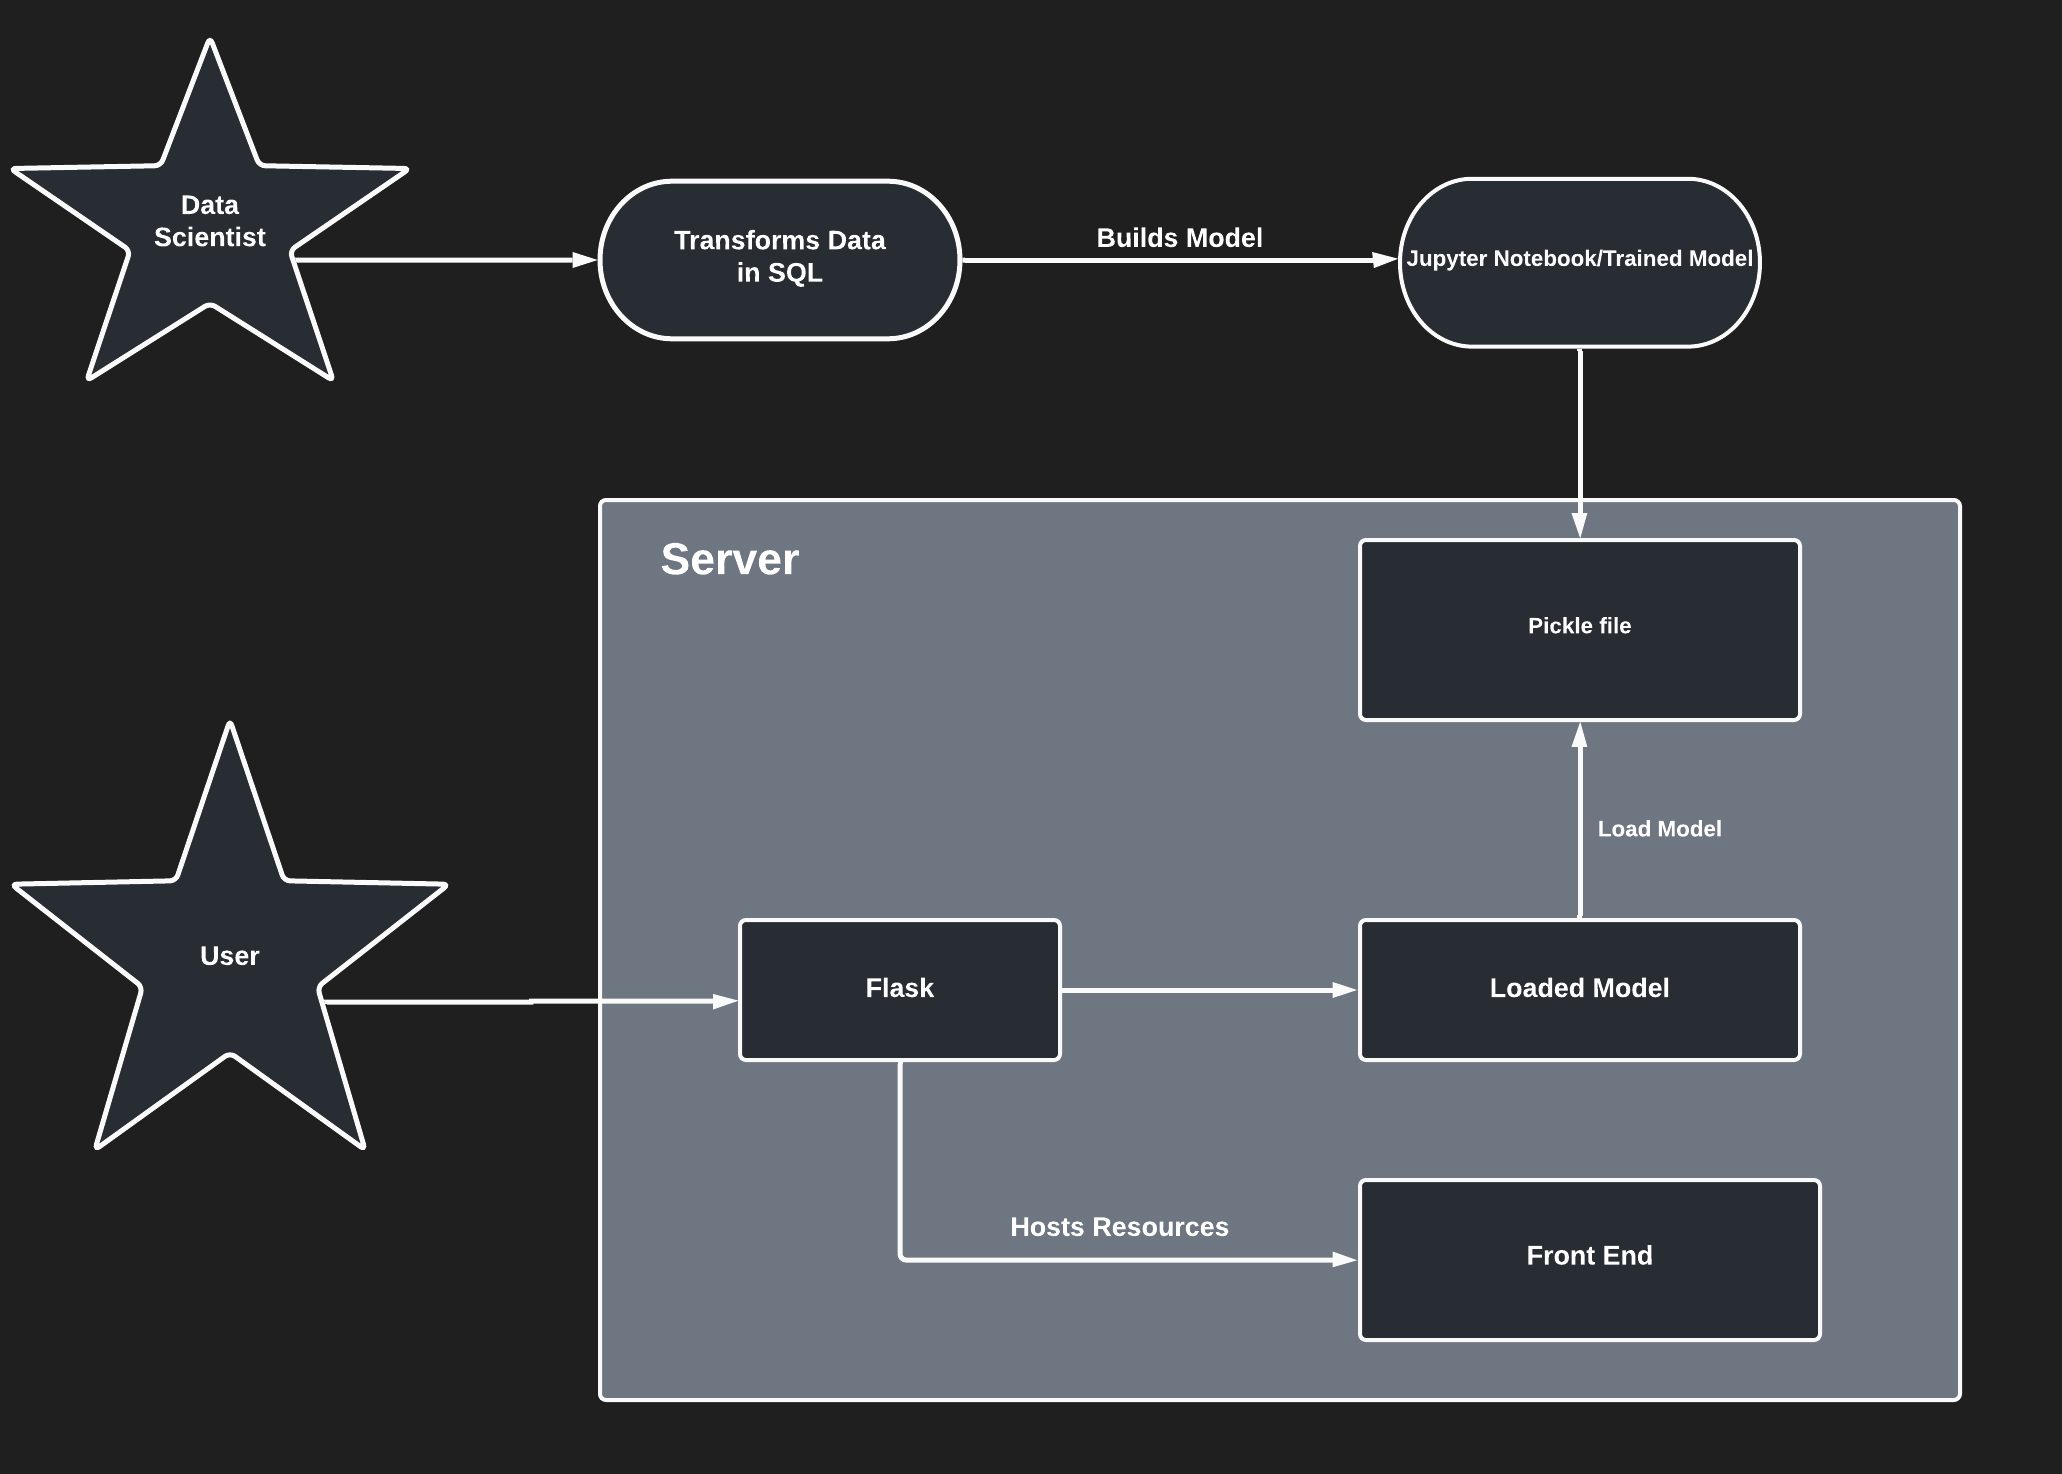 Data
Scientist
Transforms Data
in SQL
Builds Model
Jupyter Notebook/Trained Model
Server
Pickle file
Load Model
User
Flask
Loaded Model
Hosts Resources
Front End